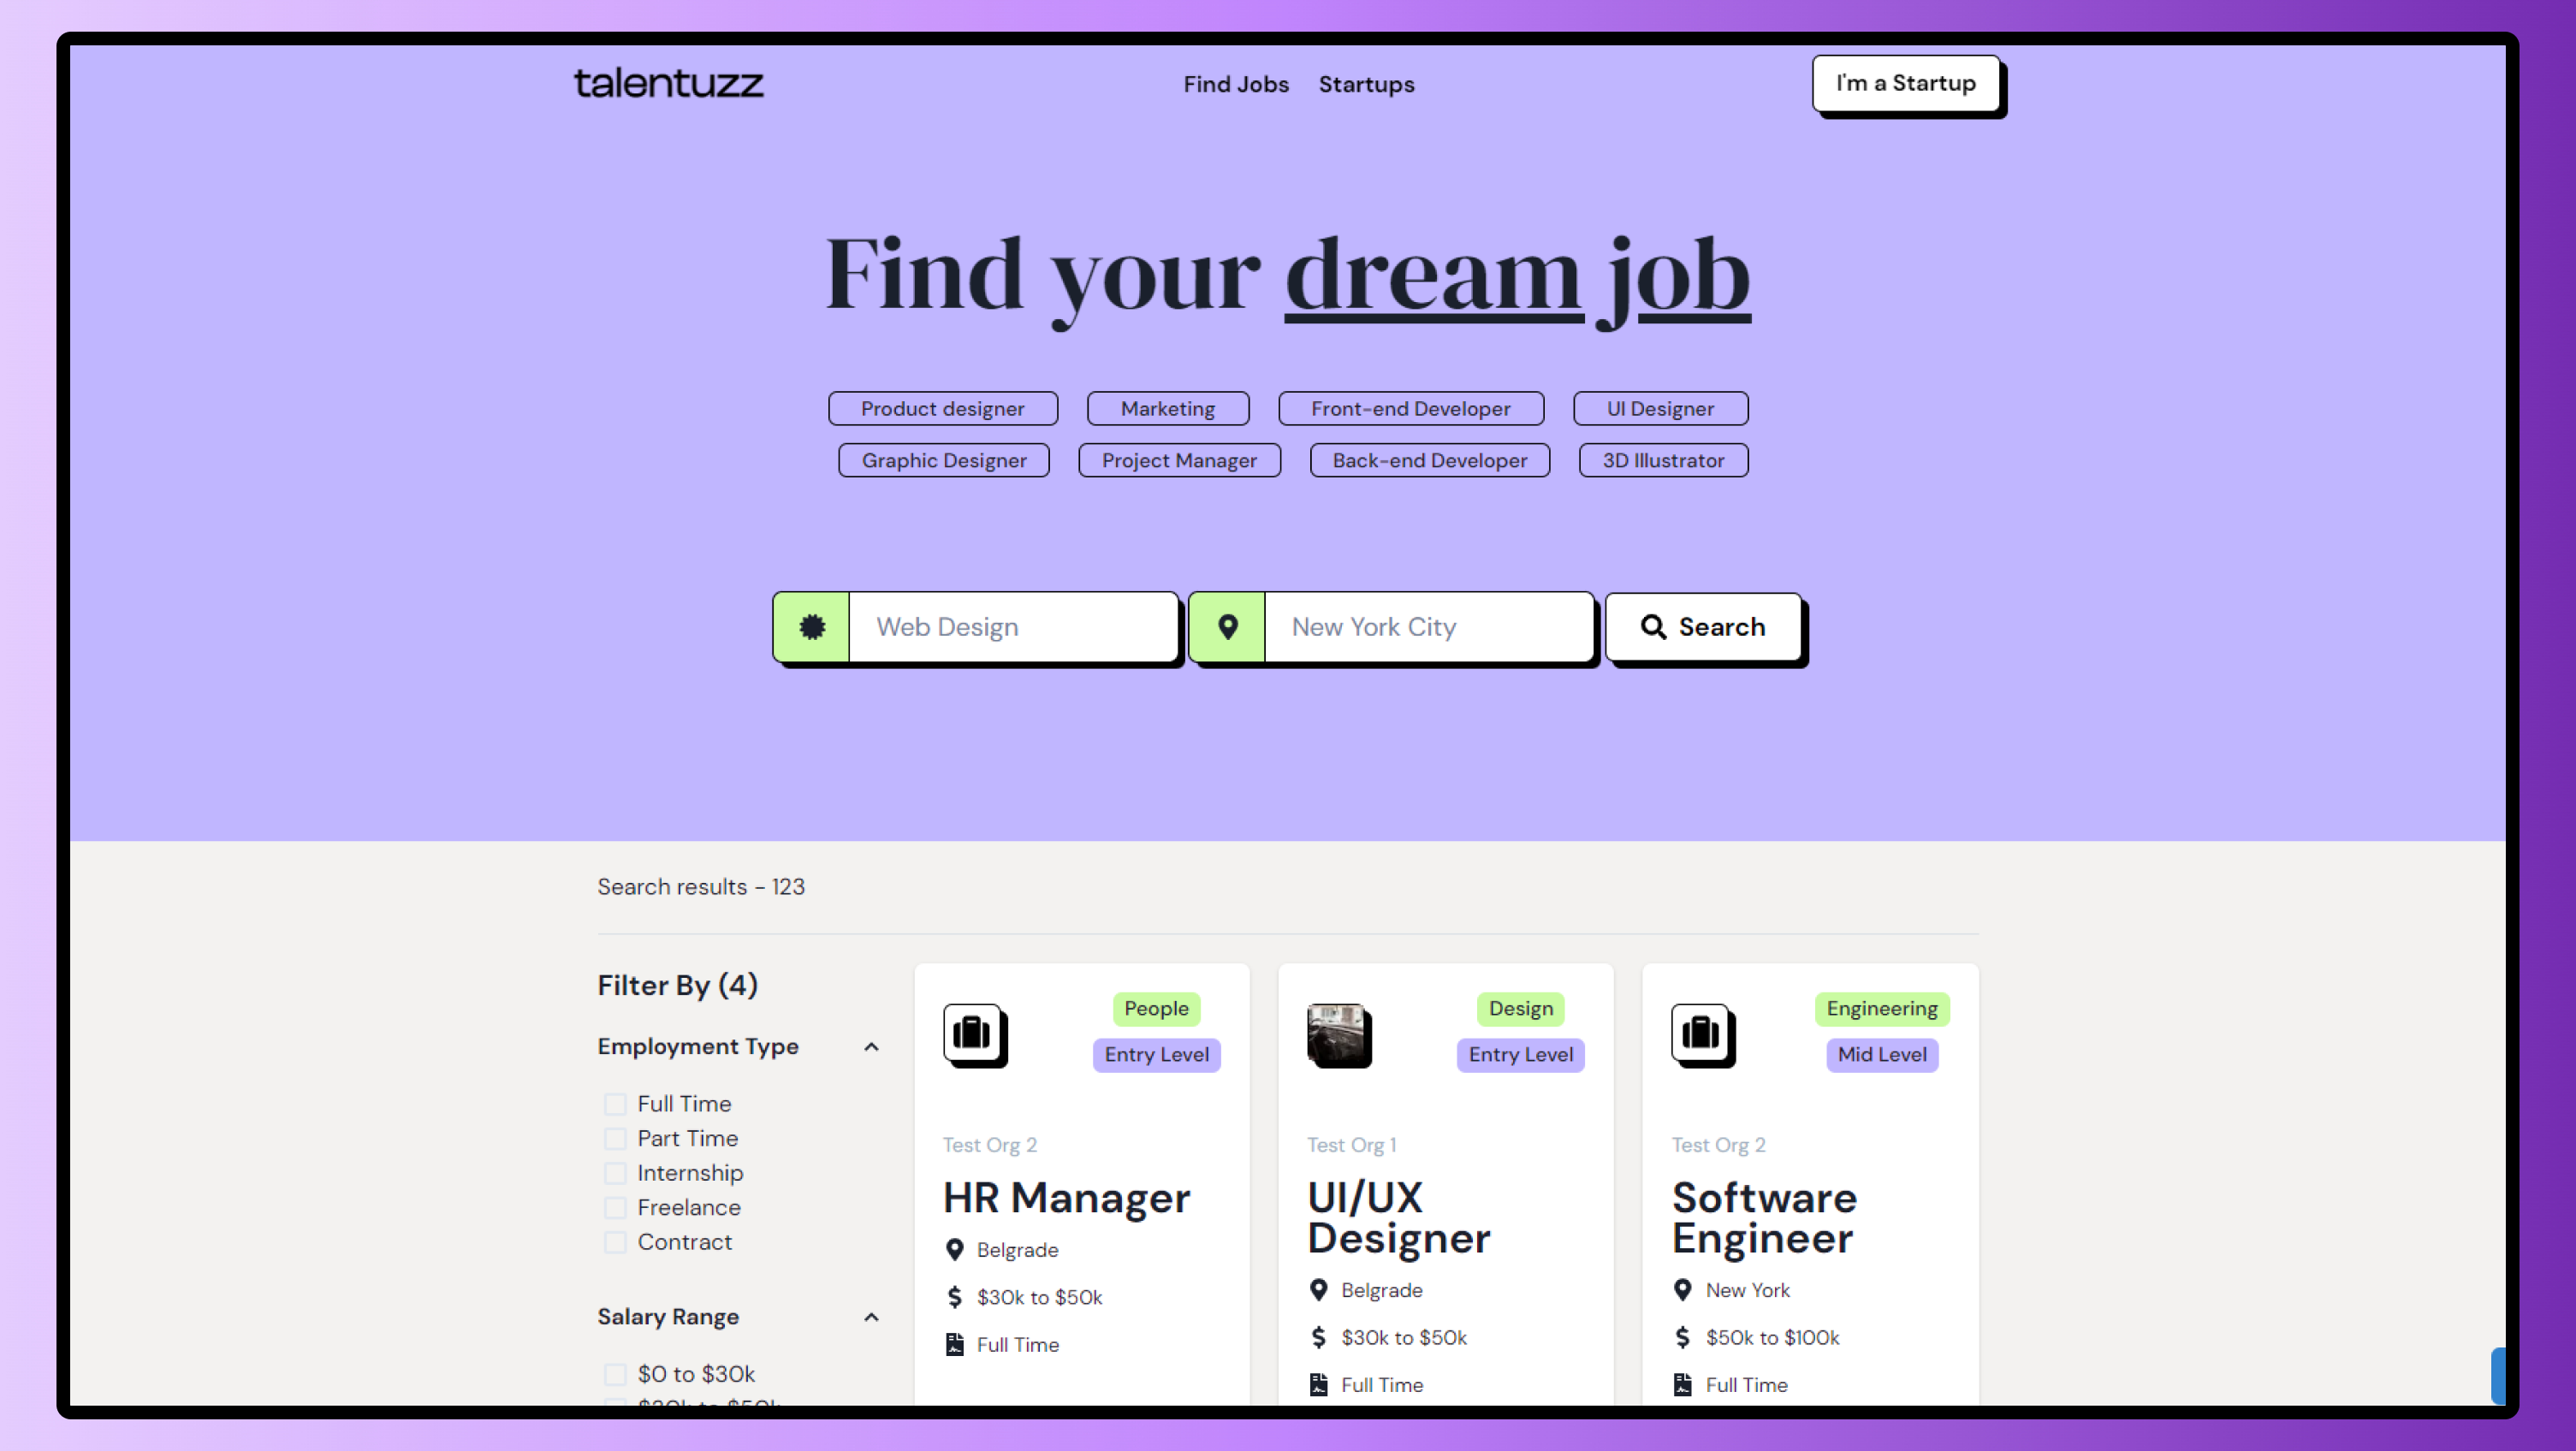 talentuzz
Find Jobs
Startups
I'm a Startup
Find your dream job
Product designer
Marketing
Front-end Developer
UI Designer
Graphic Designer
Project Manager
Back-end Developer
3D Illustrator
Web Design
New York City
Search
Search results - 123
Filter By (4)
Employment Type
Full Time
Part Time
Internship
Freelance
Contract
Salary Range
$0 to $30k
People
Entry Level
Test Org 2
HR Manager
Belgrade
$30k to $50k
Full Time
Design
Entry Level
Test Org 1
UI/UX
Designer
Belgrade
$30k to $50k
Full Time
Engineering
Mid Level
Test Org 2
Software
Engineer
New York
$50k to $100k
Full Time